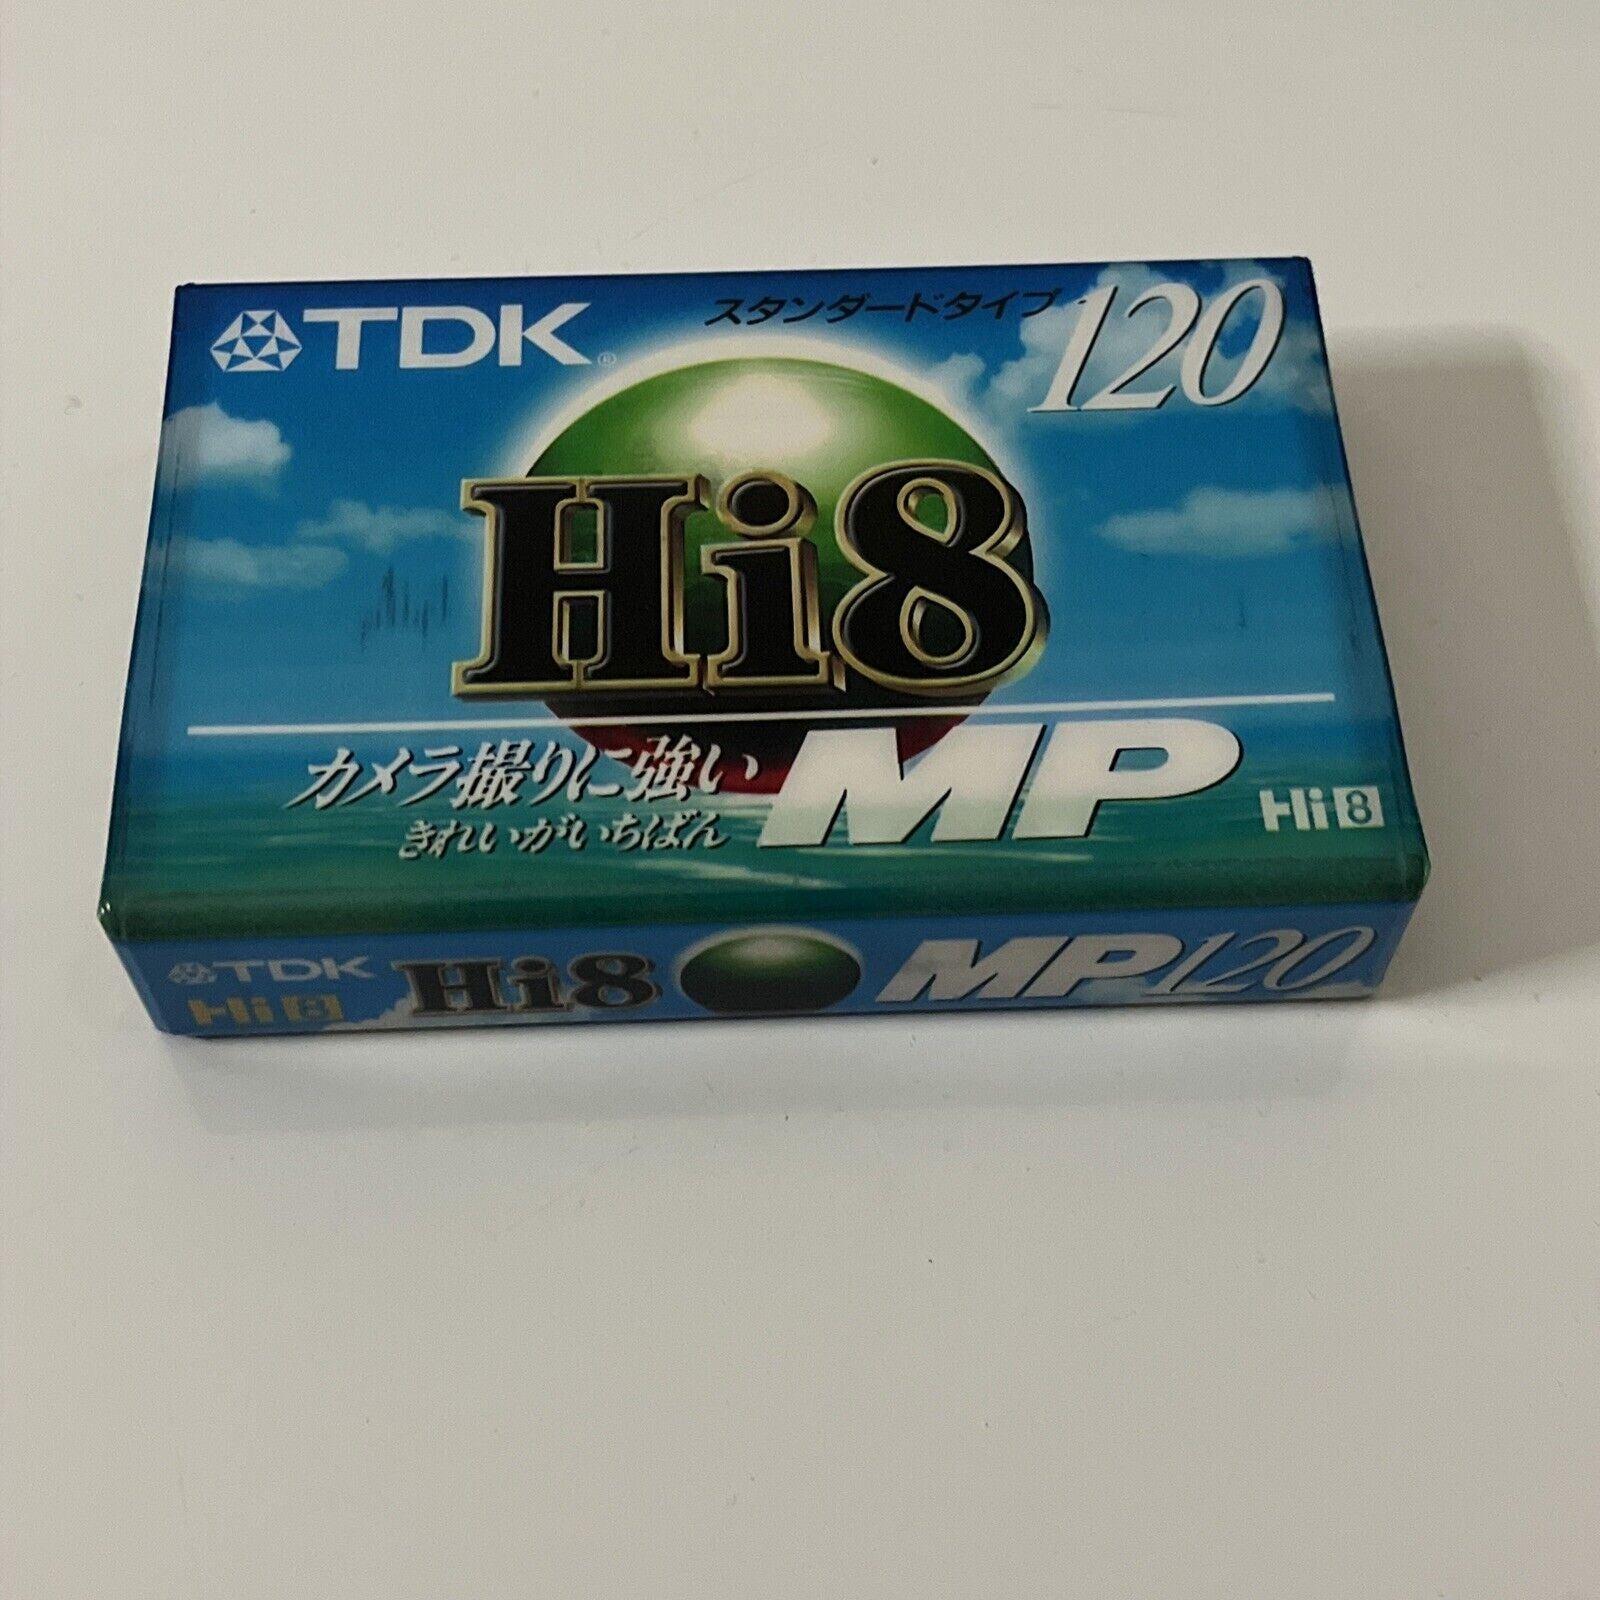 TDK®
スタンダードタイプ 120
Hi8
カメラ撮りに強い
きれいがいちばん
MP
Hi8
TDK
Hi8
Hi8
MP120